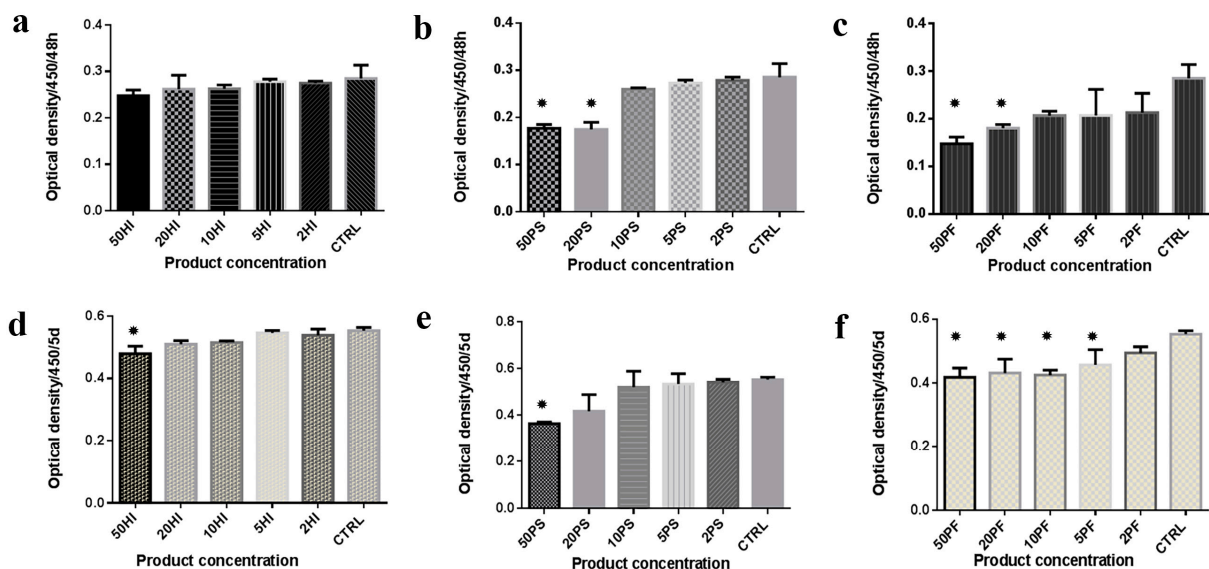 a
Optical density/450/48h
0.4
0.3
0.2
0.1
0.0
50HI
20HI
10HI
5HI
2HI
CTRL
Product concentration
b
Optical density/450/48h
0.4
0.3
0.2
0.1
0.0
*
*
50PS
20PS
10PS
5PS
2PS
CTRL
Product concentration
c
Optical density/450/48h
0.4
0.3
0.2
0.1
0.0
*
*
50PF
20PF
10PF
5PF
2PF
CTRL
Product concentration
d
Optical density/450/5d
0.6
0.4
0.2
0.0
*
50HI
20HI
10HI
5HI
2HI
CTRL
Product concentration
e
Optical density/450/5d
0.8
0.6
0.4
0.2
0.0
*
50PS
20PS
10PS
5PS
2PS
CTRL
Product concentration
f
Optical density/450/5d
0.6
0.4
0.2
0.0
*
*
*
*
50PF
20PF
10PF
5PF
2PF
CTRL
Product concentration